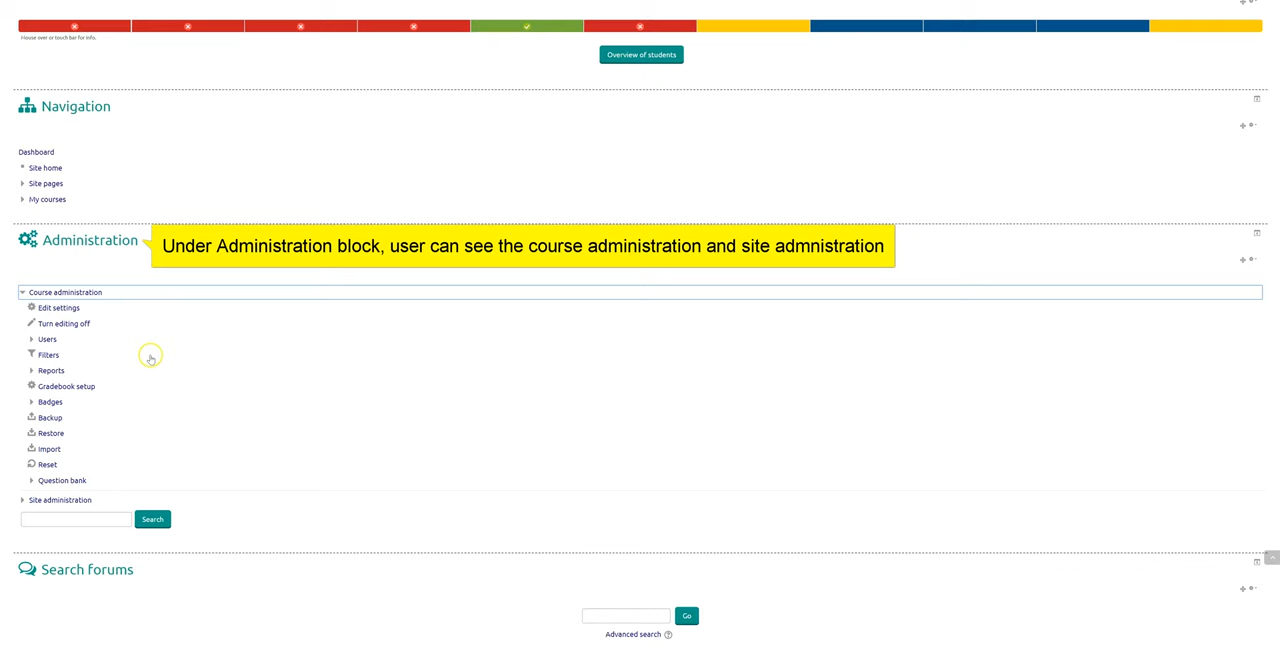 Mouse over or touch bar for info.
Overview of students
Navigation
Dashboard
Site home
Site pages
My courses
Administration
Under Administration block, user can see the course administration and site admnistration
Course administration
Edit settings
Turn editing off
Users
Filters
Reports
Gradebook setup
Badges
Backup
Restore
Import
Reset
Question bank
Site administration
Search
Search forums
Go
Advanced search